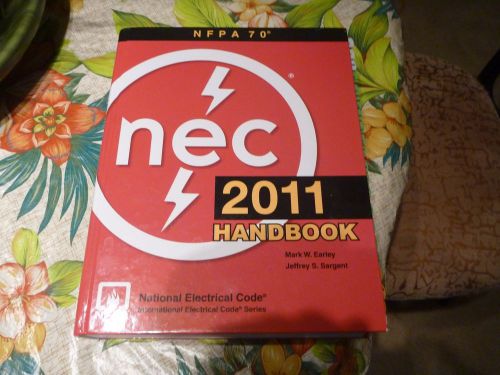 NFPA 70®
nec®
2011
HANDBOOK
Mark W. Earley
Jeffrey S. Sargent
National Electrical Code®
International Electrical Code® Series